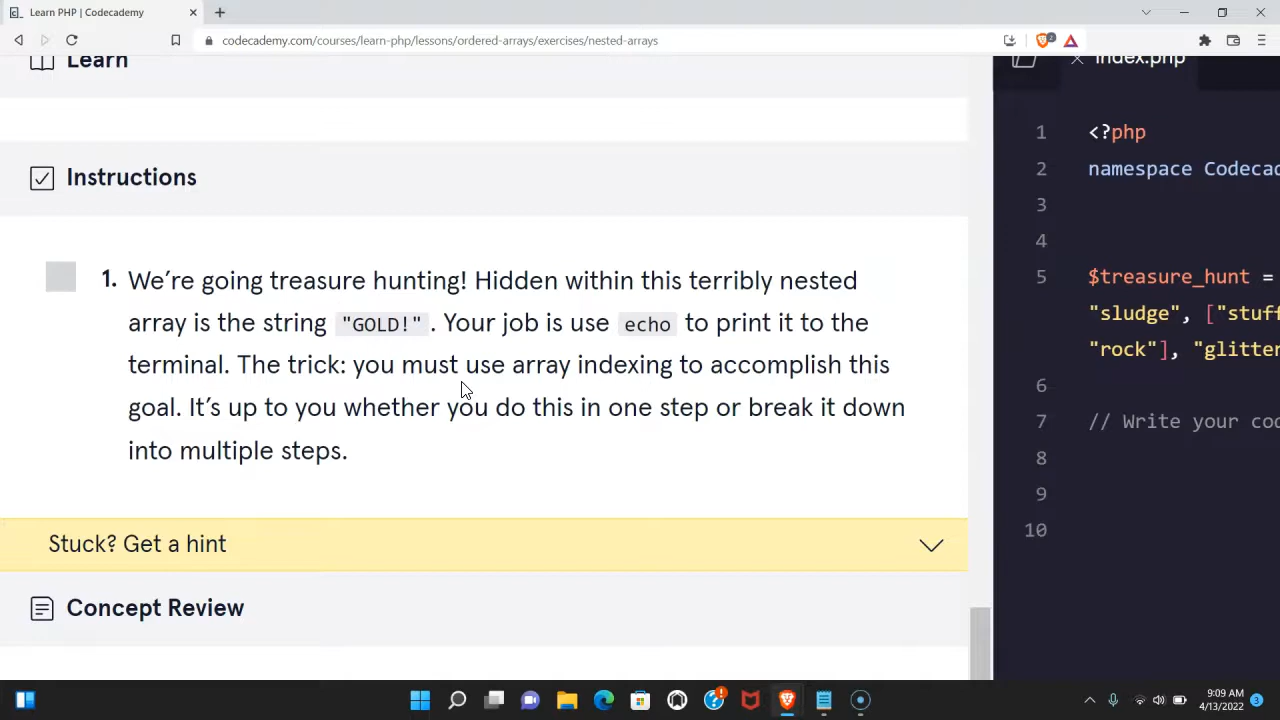 Learn PHP | Codecademy
codecademy.com/courses/learn-php/lessons/ordered-arrays/exercises/nested-arrays
2
Learn
index.php
Instructions
1. We're going treasure hunting! Hidden within this terribly nested
array is the string "GOLD!". Your job is use echo to print it to the
terminal. The trick: you must use array indexing to accomplish this
goal. It's up to you whether you do this in one step or break it down
into multiple steps.
Stuck? Get a hint
Concept Review
1 <?php
2 namespace Codecad
3
4
5 $treasure_hunt =
"sludge", ["stuff
"rock"], "glitter
6
7 // Write your cod
8
9
10
9:09 AM
4/13/2022
3